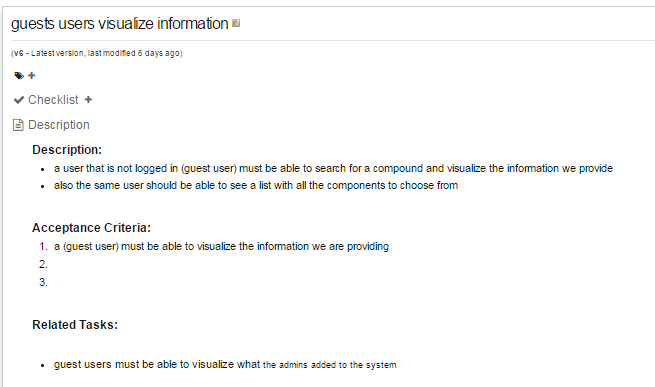 guests users visualize information
(v6 - Latest version, last modified 6 days ago)
Checklist
Description
Description:
• a user that is not logged in (guest user) must be able to search for a compound and visualize the information we provide
• also the same user should be able to see a list with all the components to choose from
Acceptance Criteria:
1. a (guest user) must be able to visualize the information we are providing
2.
3.
Related Tasks:
• guest users must be able to visualize what the admins added to the system